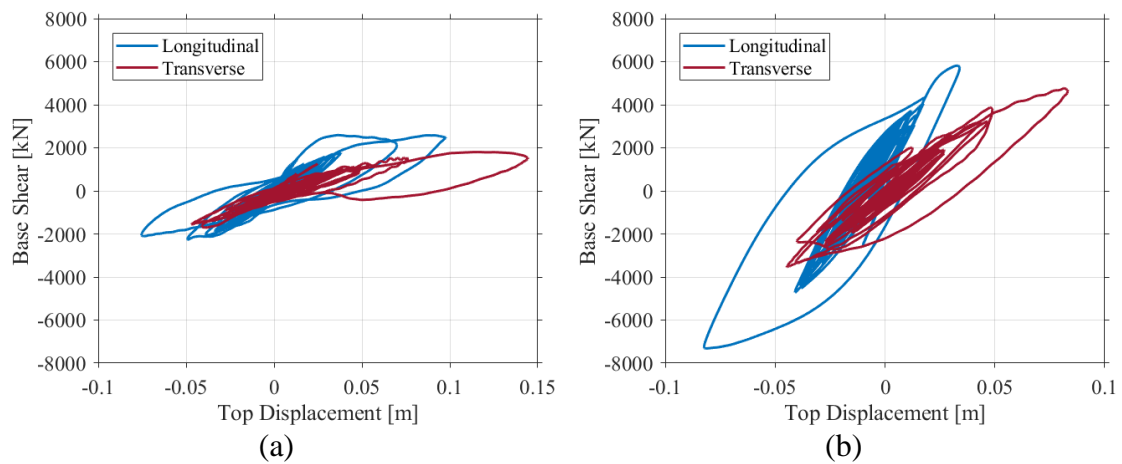 8000
6000
4000
2000
0
-2000
-4000
-6000
-8000
Base Shear [kN]
Longitudinal
Transverse
-0.1
-0.05
0
0.05
0.1
0.15
Top Displacement [m]
(a)
8000
6000
4000
2000
0
-2000
-4000
-6000
-8000
Base Shear [kN]
Longitudinal
Transverse
-0.1
-0.05
0
0.05
0.1
Top Displacement [m]
(b)